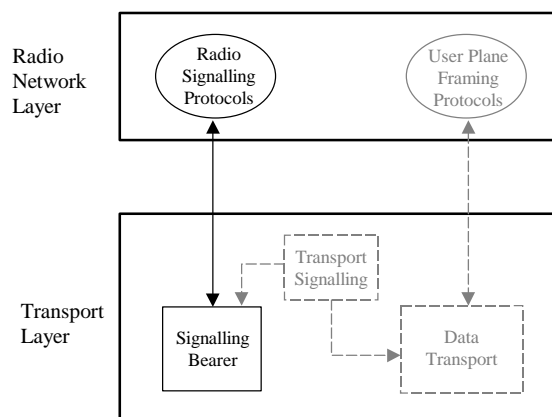 Radio
Network
Layer
Radio
Signalling
Protocols
User Plane
Framing
Protocols
Transport
Layer
Transport
Signalling
Signalling
Bearer
Data
Transport